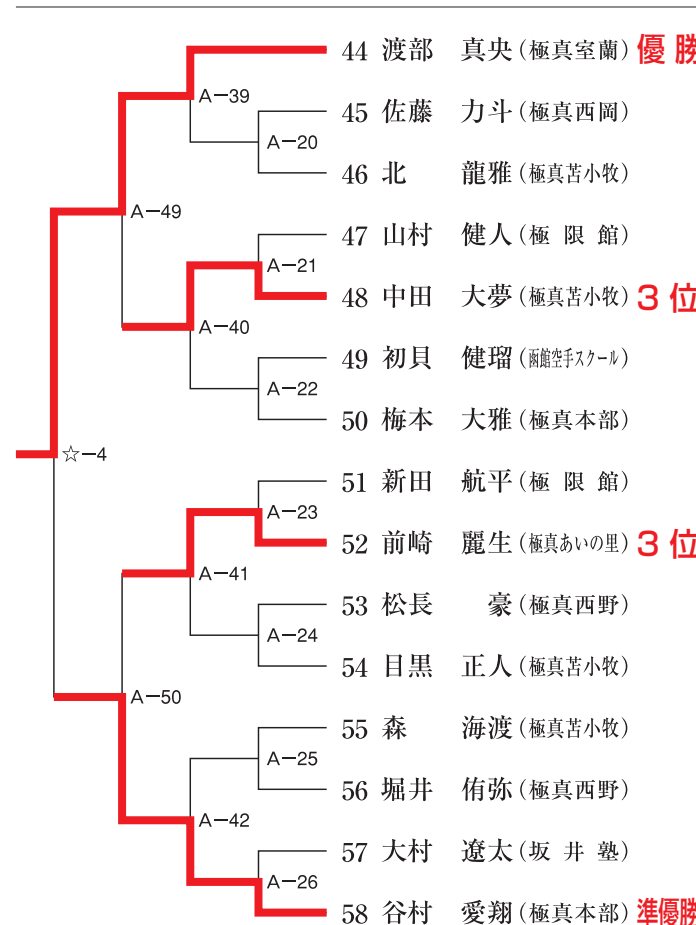 44 渡部 真央 (極真室蘭) 優勝
A-39
45 佐藤 力斗 (極真西岡)
A-20
46 北 龍雅 (極真苫小牧)
A-49
47 山村 健人 (極限館)
A-21
48 中田 大夢 (極真苫小牧) 3位
A-40
49 初貝 健瑠 (函館空手スクール)
A-22
50 梅本 大雅 (極真本部)
☆-4
51 新田 航平 (極限館)
A-23
52 前崎 麗生 (極真あいの里) 3位
A-41
53 松長 豪 (極真西野)
A-24
54 目黒 正人 (極真苫小牧)
A-50
55 森 海渡 (極真苫小牧)
A-25
56 堀井 侑弥 (極真西野)
A-42
57 大村 遼太 (坂井塾)
A-26
58 谷村 愛翔 (極真本部) 準優勝